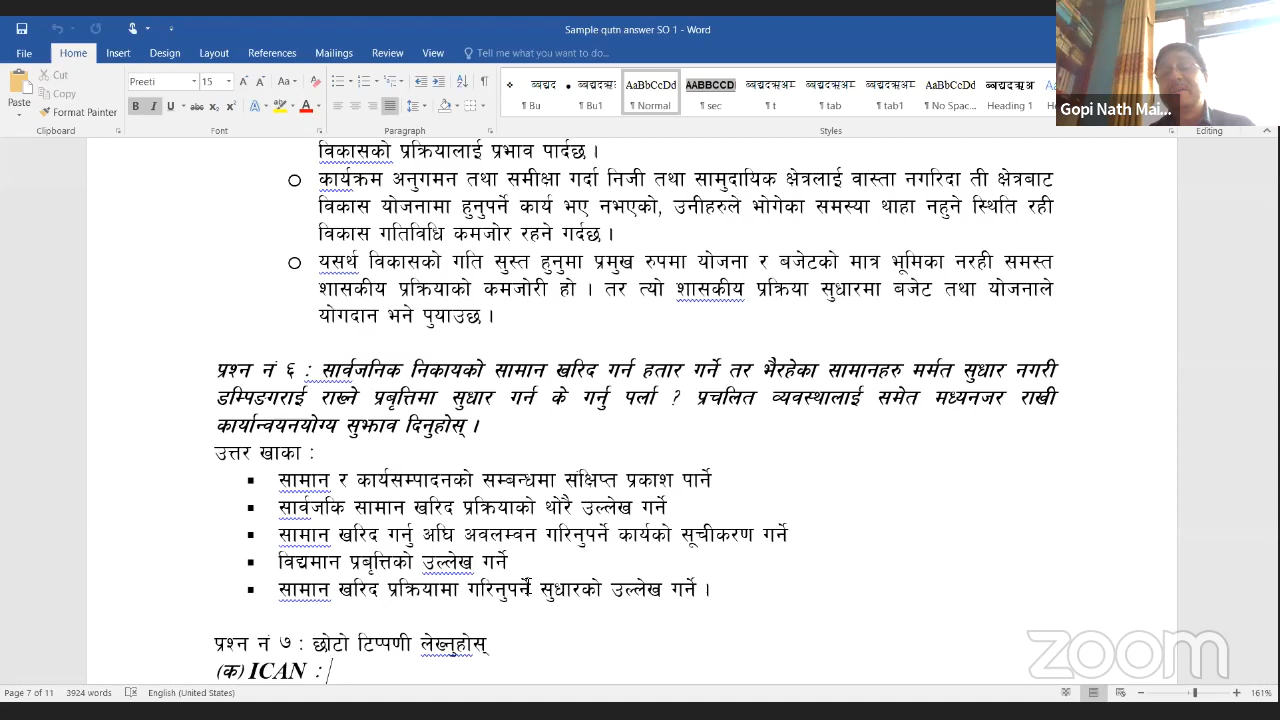 Sample qutn answer SO 1 - Word
File Home Insert Design Layout References Mailings Review View Tell me what you want to do...
Paste Cut Copy Format Painter
Preeti 15
Clipboard Font Paragraph Styles Editing
AaBbCcDd AABBCCD AaBbCcDd
¶ Bu ¶ Bu1 ¶ Normal ¶ sec ¶ t ¶ tab ¶ tab1 ¶ No Spac... Heading 1
Gopi Nath Mai...
विकासको प्रक्रियालाई प्रभाव पार्दछ ।
कार्यक्रम अनुगमन तथा समीक्षा गर्दा निजी तथा सामुदायिक क्षेत्रलाई वास्ता नगरिदा ती क्षेत्रबाट
विकास योजनामा हुनुपर्ने कार्य भए नभएको, उनीहरुले भोगेका समस्या थाहा नहुने स्थिति रही
विकास गतिविधि कमजोर रहने गर्दछ ।
यसर्थ विकासको गति सुस्त हुनुमा प्रमुख रुपमा योजना र बजेटको मात्र भूमिका नरही समस्त
शासकीय प्रक्रियाको कमजोरी हो । तर त्यो शासकीय प्रक्रिया सुधारमा बजेट तथा योजनाले
योगदान भने पुयाउछ ।
प्रश्न नं ६ : सार्वजनिक निकायको सामान खरिद गर्न हतार गर्ने तर भैरहेका सामानहरु मर्मत सुधार नगरी
डम्पिडगराई राख्ने प्रबृत्तिमा सुधार गर्न के गर्नु पर्ला ? प्रचलित व्यवस्थालाई समेत मध्यनजर राखी
कार्यान्वयनयोग्य सुझाव दिनुहोस् ।
उत्तर खाका :
▪ सामान र कार्यसम्पादनको सम्बन्धमा संक्षिप्त प्रकाश पार्ने
▪ सार्वजकि सामान खरिद प्रक्रियाको थोरै उल्लेख गर्ने
▪ सामान खरिद गर्नु अघि अवलम्बन गरिनुपर्ने कार्यको सूचीकरण गर्ने
▪ विद्यमान प्रबृत्तिको उल्लेख गर्ने
▪ सामान खरिद प्रक्रियामा गरिनुपर्ने सुधारको उल्लेख गर्ने ।
प्रश्न नं ७ : छोटो टिप्पणी लेख्नुहोस्
(क) ICAN :
zoom
Page 7 of 11 3924 words English (United States) 161%